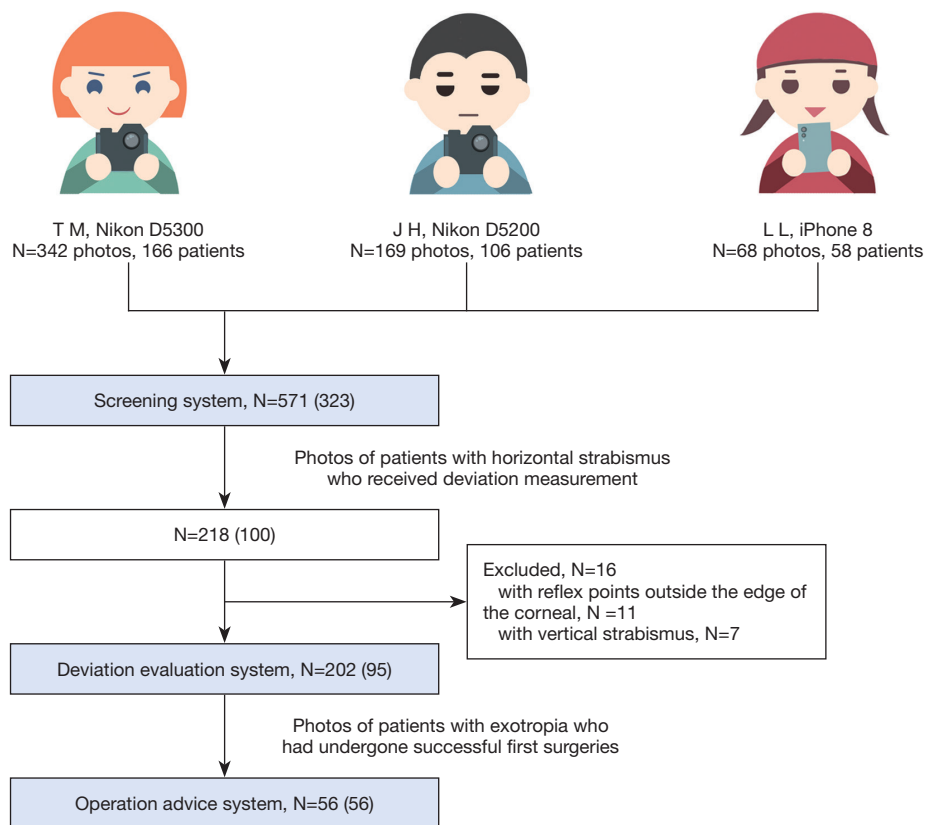 T M, Nikon D5300
N=342 photos, 166 patients
J H, Nikon D5200
N=169 photos, 106 patients
L L, iPhone 8
N=68 photos, 58 patients
Screening system, N=571 (323)
Photos of patients with horizontal strabismus
who received deviation measurement
N=218 (100)
Excluded, N=16
with reflex points outside the edge of
the corneal, N =11
with vertical strabismus, N=7
Deviation evaluation system, N=202 (95)
Photos of patients with exotropia who
had undergone successful first surgeries
Operation advice system, N=56 (56)